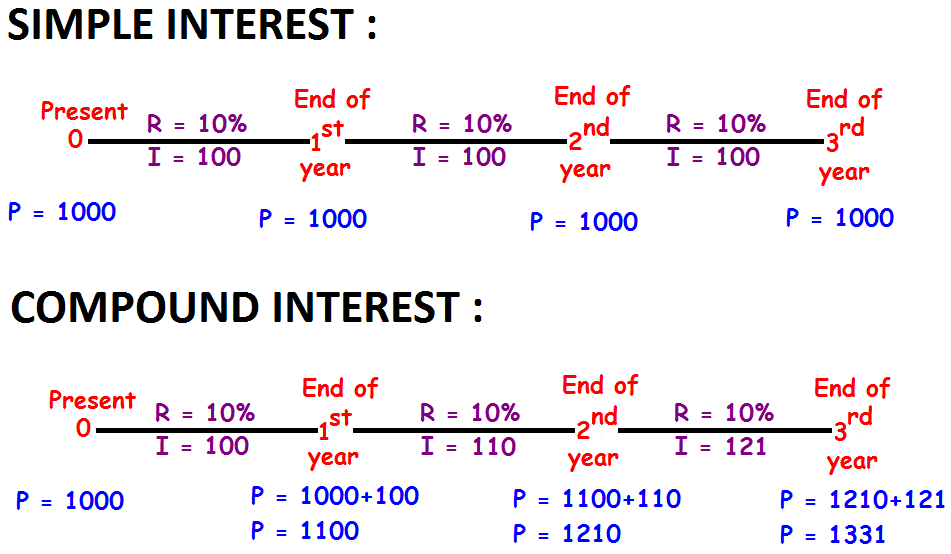 SIMPLE INTEREST :
Present
0
R = 10%
I = 100
End of
1st
year
R = 10%
I = 100
End of
2nd
year
R = 10%
I = 100
End of
3rd
year
P = 1000
P = 1000
P = 1000
P = 1000
COMPOUND INTEREST :
Present
0
R = 10%
I = 100
End of
1st
year
R = 10%
I = 110
End of
2nd
year
R = 10%
I = 121
End of
3rd
year
P = 1000
P = 1000+100
P = 1100
P = 1100+110
P = 1210
P = 1210+121
P = 1331